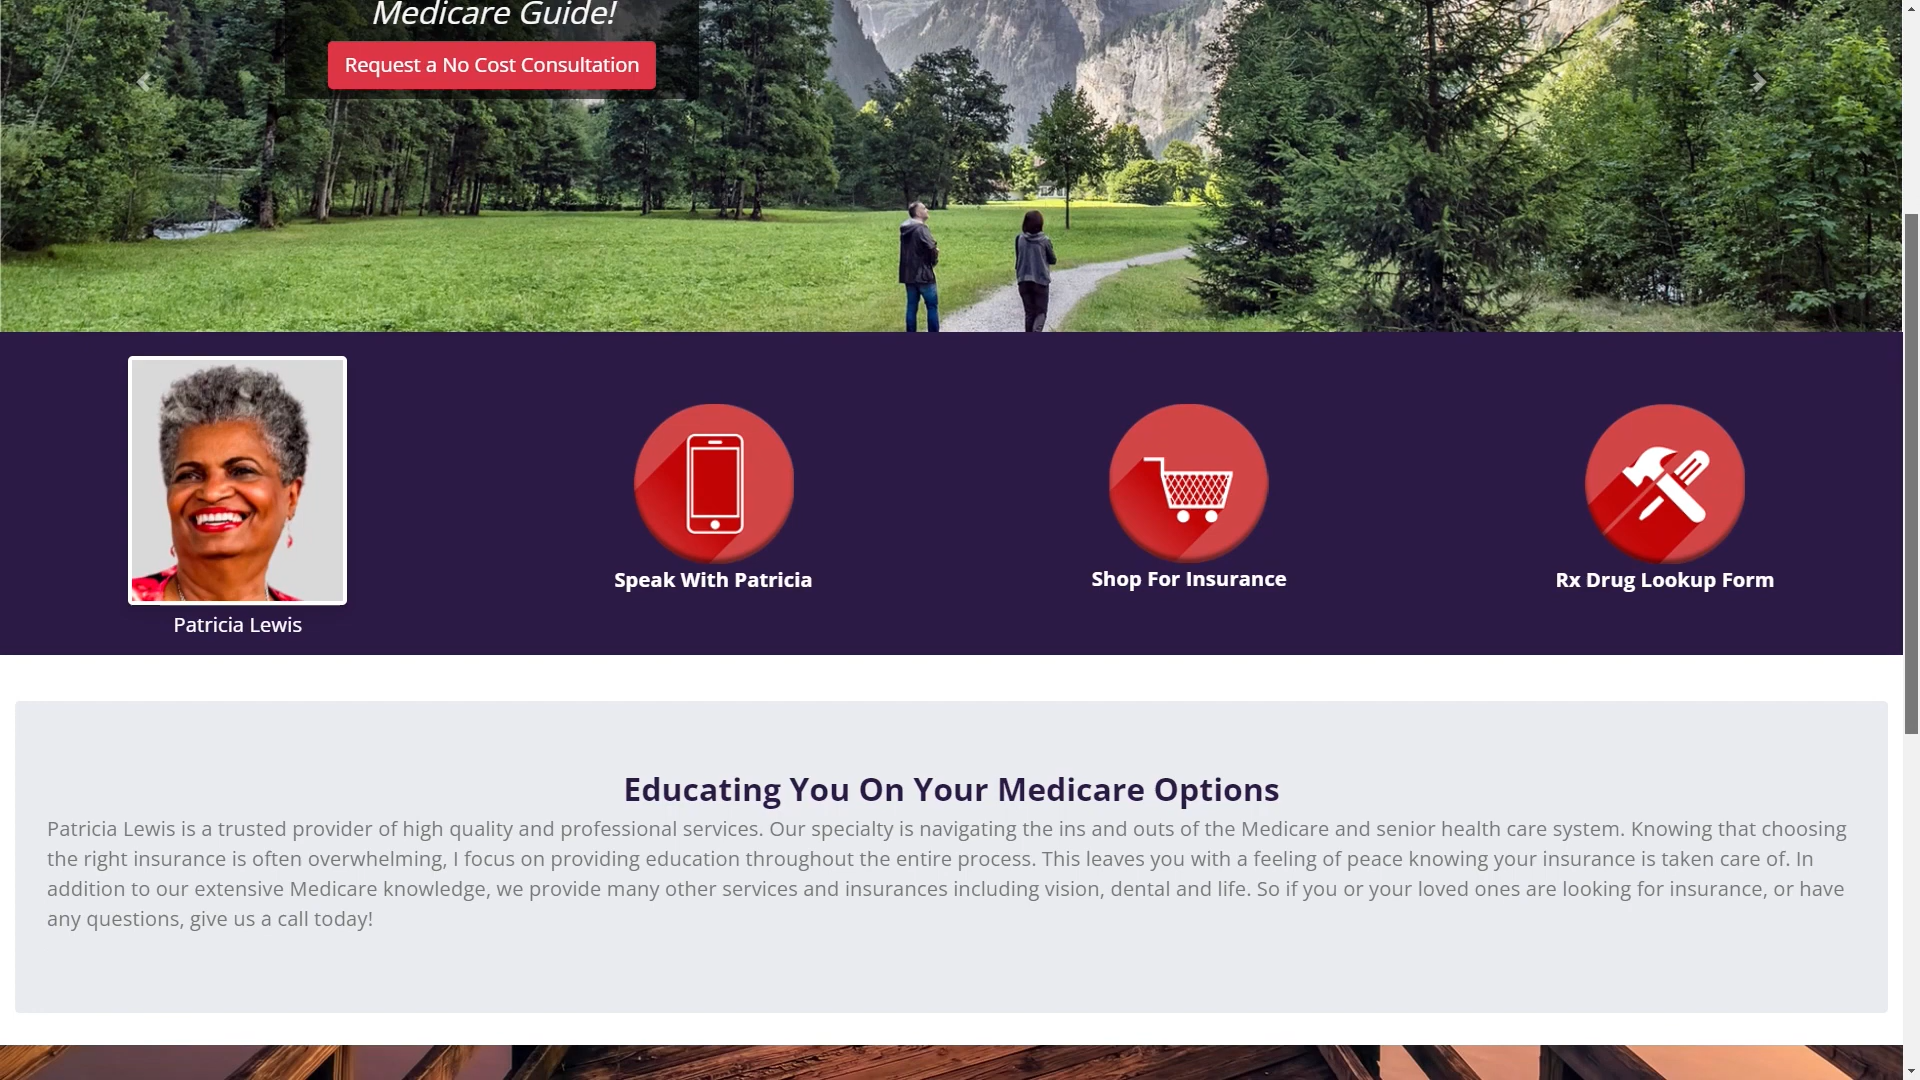 Medicare Guide!
Request a No Cost Consultation
Patricia Lewis
Speak With Patricia
Shop For Insurance
Rx Drug Lookup Form
Educating You On Your Medicare Options
Patricia Lewis is a trusted provider of high quality and professional services. Our specialty is navigating the ins and outs of the Medicare and senior health care system. Knowing that choosing
the right insurance is often overwhelming, I focus on providing education throughout the entire process. This leaves you with a feeling of peace knowing your insurance is taken care of. In
addition to our extensive Medicare knowledge, we provide many other services and insurances including vision, dental and life. So if you or your loved ones are looking for insurance, or have
any questions, give us a call today!